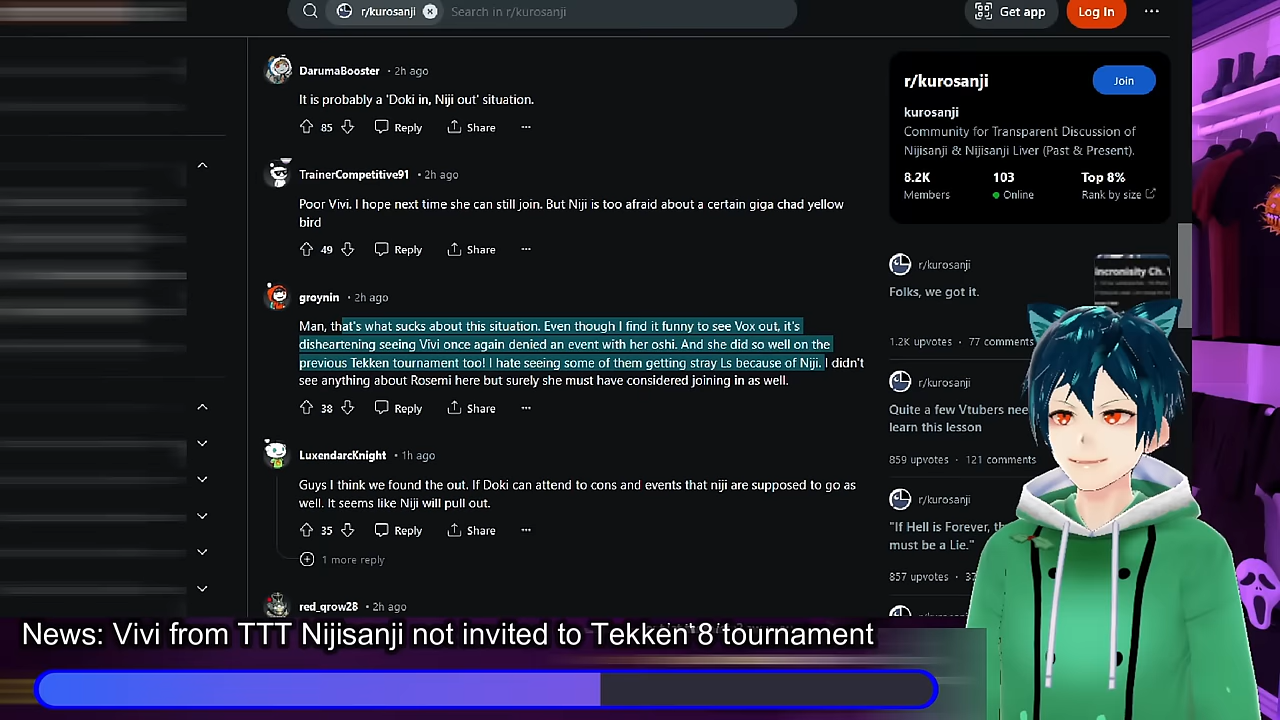 r/kurosanji
Search in r/kurosanji
Get app
Log In
DarumaBooster • 2h ago
It is probably a 'Doki in, Niji out' situation.
85 Reply Share
TrainerCompetitive91 • 2h ago
Poor Vivi. I hope next time she can still join. But Niji is too afraid about a certain giga chad yellow
bird
49 Reply Share
groynin • 2h ago
Man, that's what sucks about this situation. Even though I find it funny to see Vox out, it's
disheartening seeing Vivi once again denied an event with her oshi. And she did so well on the
previous Tekken tournament too! I hate seeing some of them getting stray Ls because of Niji. I didn't
see anything about Rosemi here but surely she must have considered joining in as well.
38 Reply Share
LuxendarcKnight • 1h ago
Guys I think we found the out. If Doki can attend to cons and events that niji are supposed to go as
well. It seems like Niji will pull out.
35 Reply Share
1 more reply
red_qrow28 • 2h ago
r/kurosanji
Join
kurosanji
Community for Transparent Discussion of
Nijisanji & Nijisanji Liver (Past & Present).
8.2K 103 Top 8%
Members Online Rank by size
r/kurosanji
Folks, we got it.
1.2K upvotes • 77 comments
r/kurosanji
Quite a few Vtubers
learn this lesson
859 upvotes • 121 comments
r/kurosanji
"If Hell is Forever,
must be a Lie."
857 upvotes
News: Vivi from TTT Nijisanji not invited to Tekken 8 tournament